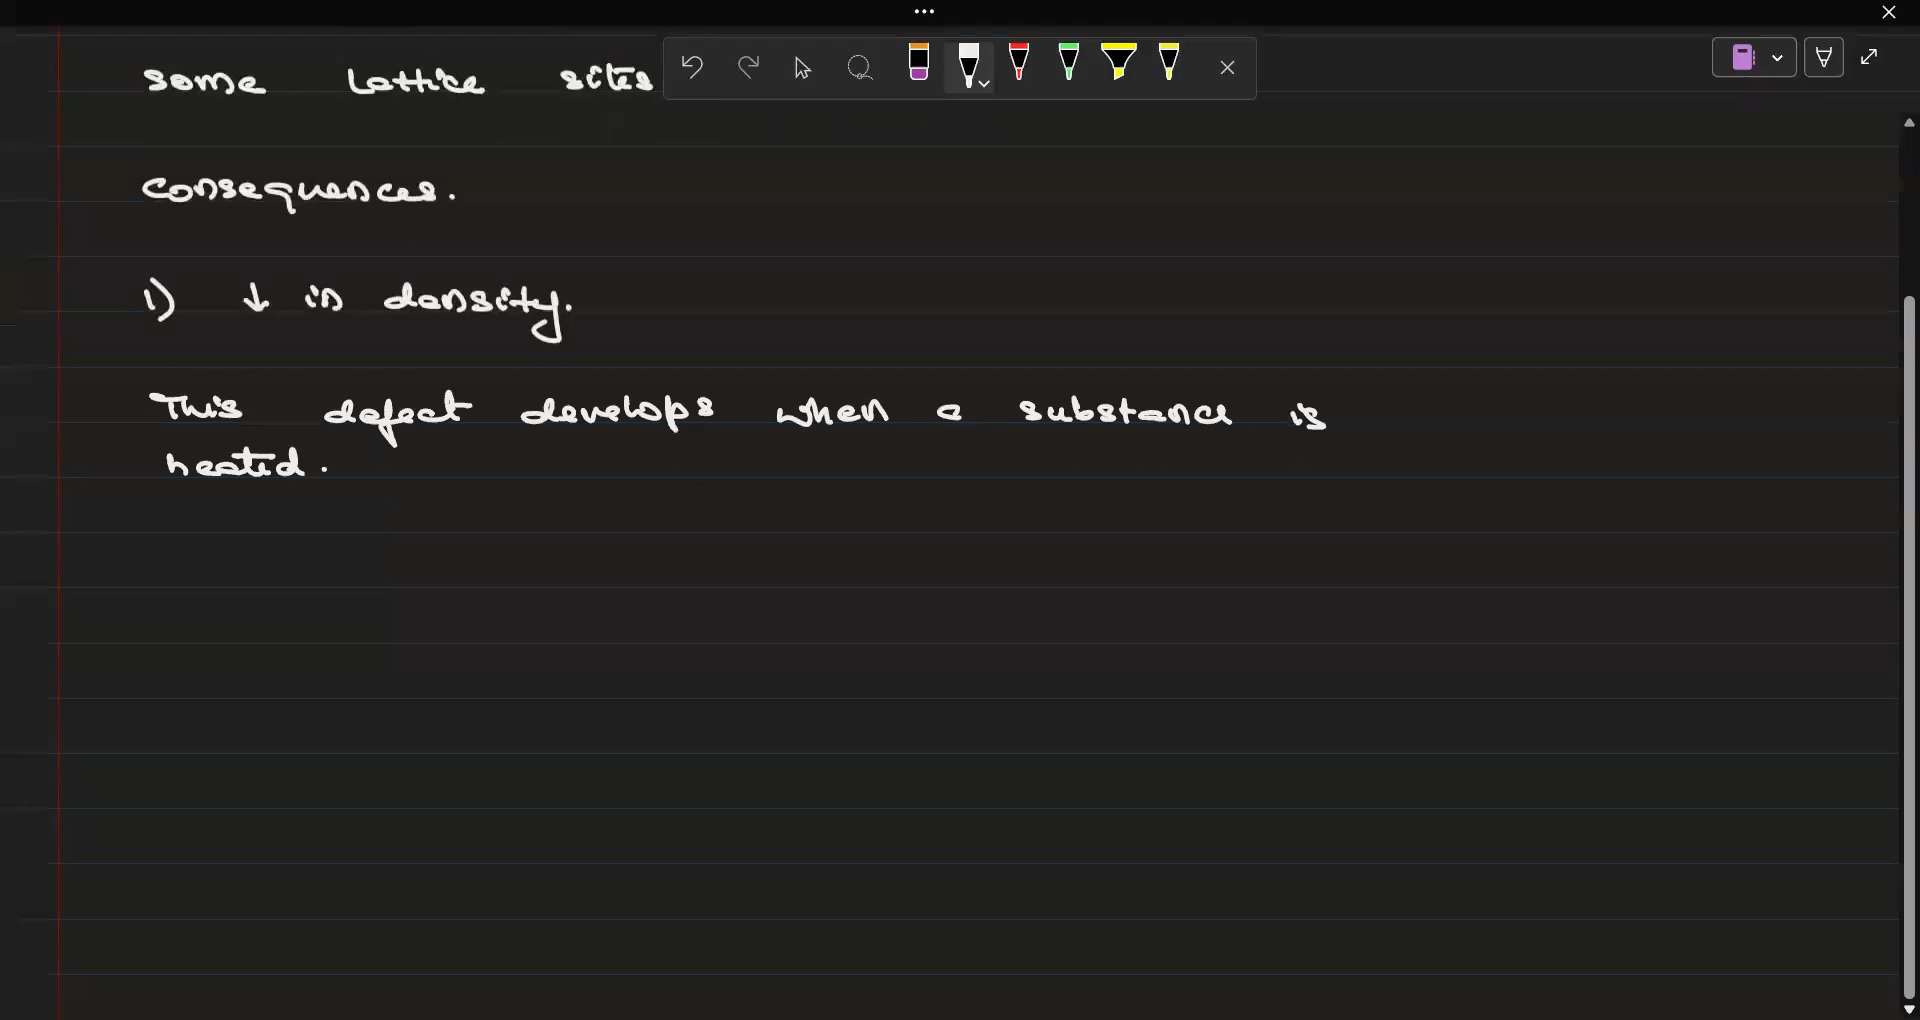 some lattice sites
consequences.
1) ↓ in density.
This defect develops when a substance is
heated.